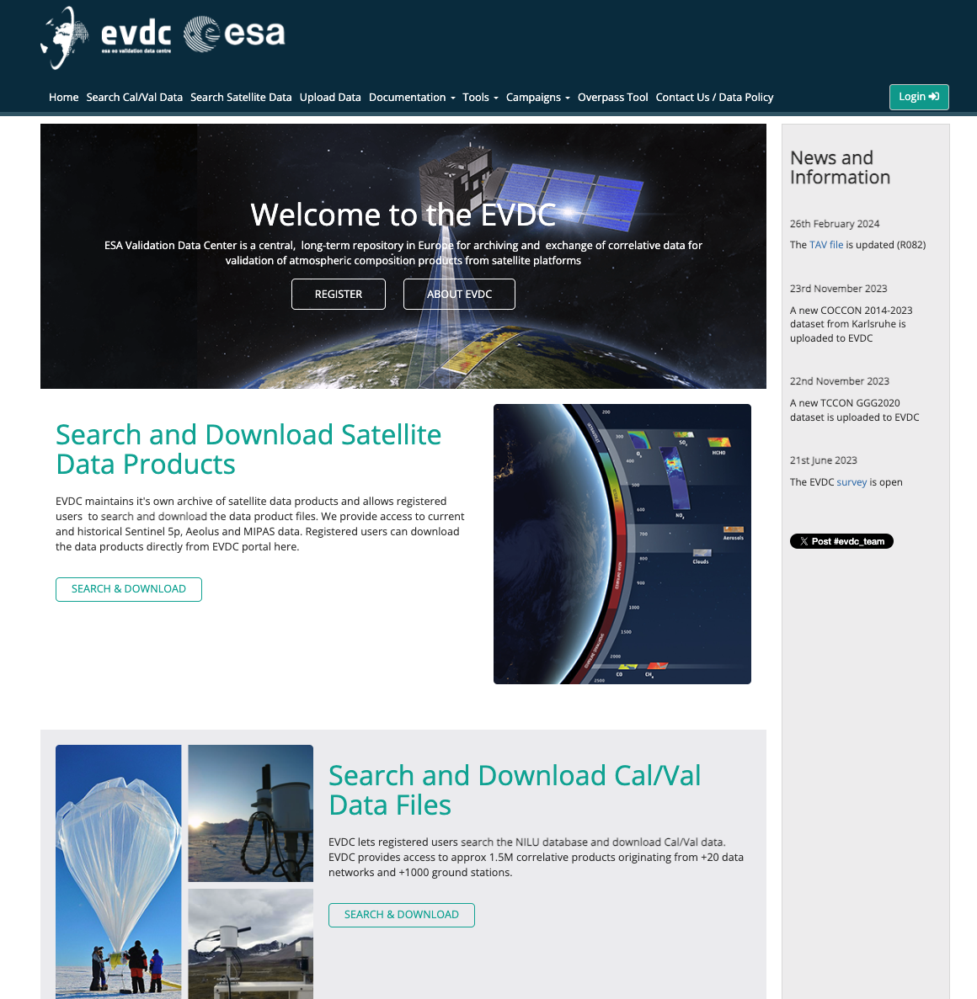 evdc
esa eo validation data centre
esa
Home Search Cal/Val Data Search Satellite Data Upload Data Documentation Tools Campaigns Overpass Tool Contact Us / Data Policy
Login
Welcome to the EVDC
ESA Validation Data Center is a central, long-term repository in Europe for archiving and exchange of correlative data for
validation of atmospheric composition products from satellite platforms
REGISTER
ABOUT EVDC
Search and Download Satellite
Data Products
EVDC maintains it's own archive of satellite data products and allows registered
users to search and download the data product files. We provide access to current
and historical Sentinel 5p, Aeolus and MIPAS data. Registered users can download
the data products directly from EVDC portal here.
SEARCH & DOWNLOAD
200
ULTRAVIOLET
300
O₃
SO₂
HCHO
400
500
VISIBLE
600
NO₂
700
Aerosols
800
Clouds
NEAR INFRARED
900
1000
1500
SHORTWAVE INFRARED
2000
CO
CH₄
2500
Search and Download Cal/Val
Data Files
EVDC lets registered users search the NILU database and download Cal/Val data.
EVDC provides access to approx 1.5M correlative products originating from +20 data
networks and +1000 ground stations.
SEARCH & DOWNLOAD
News and
Information
26th February 2024
The TAV file is updated (R082)
23rd November 2023
A new COCCON 2014-2023
dataset from Karlsruhe is
uploaded to EVDC
22nd November 2023
A new TCCON GGG2020
dataset is uploaded to EVDC
21st June 2023
The EVDC survey is open
X Post #evdc_team